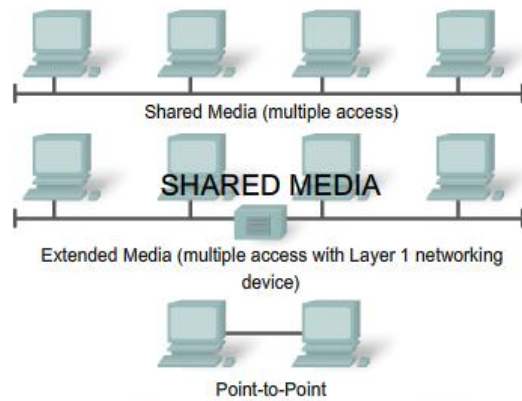 Shared Media (multiple access)
SHARED MEDIA
Extended Media (multiple access with Layer 1 networking
device)
Point-to-Point